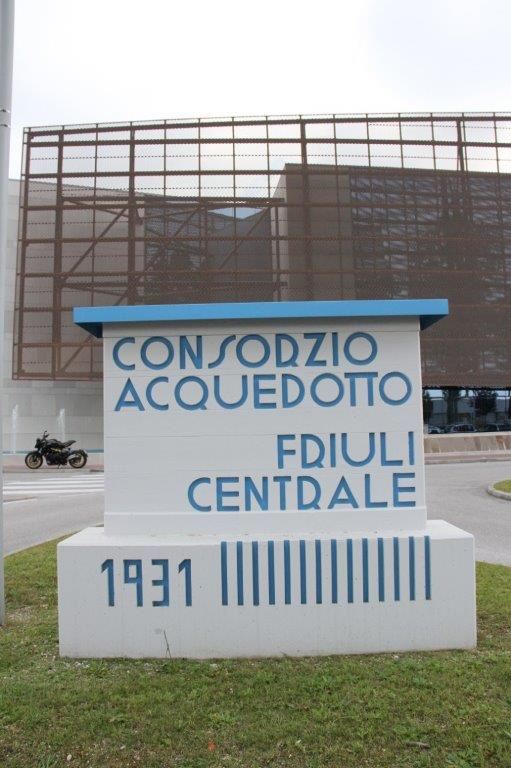 CONSORZIO
ACQUEDOTTO
FRIULI
CENTRALE
1931